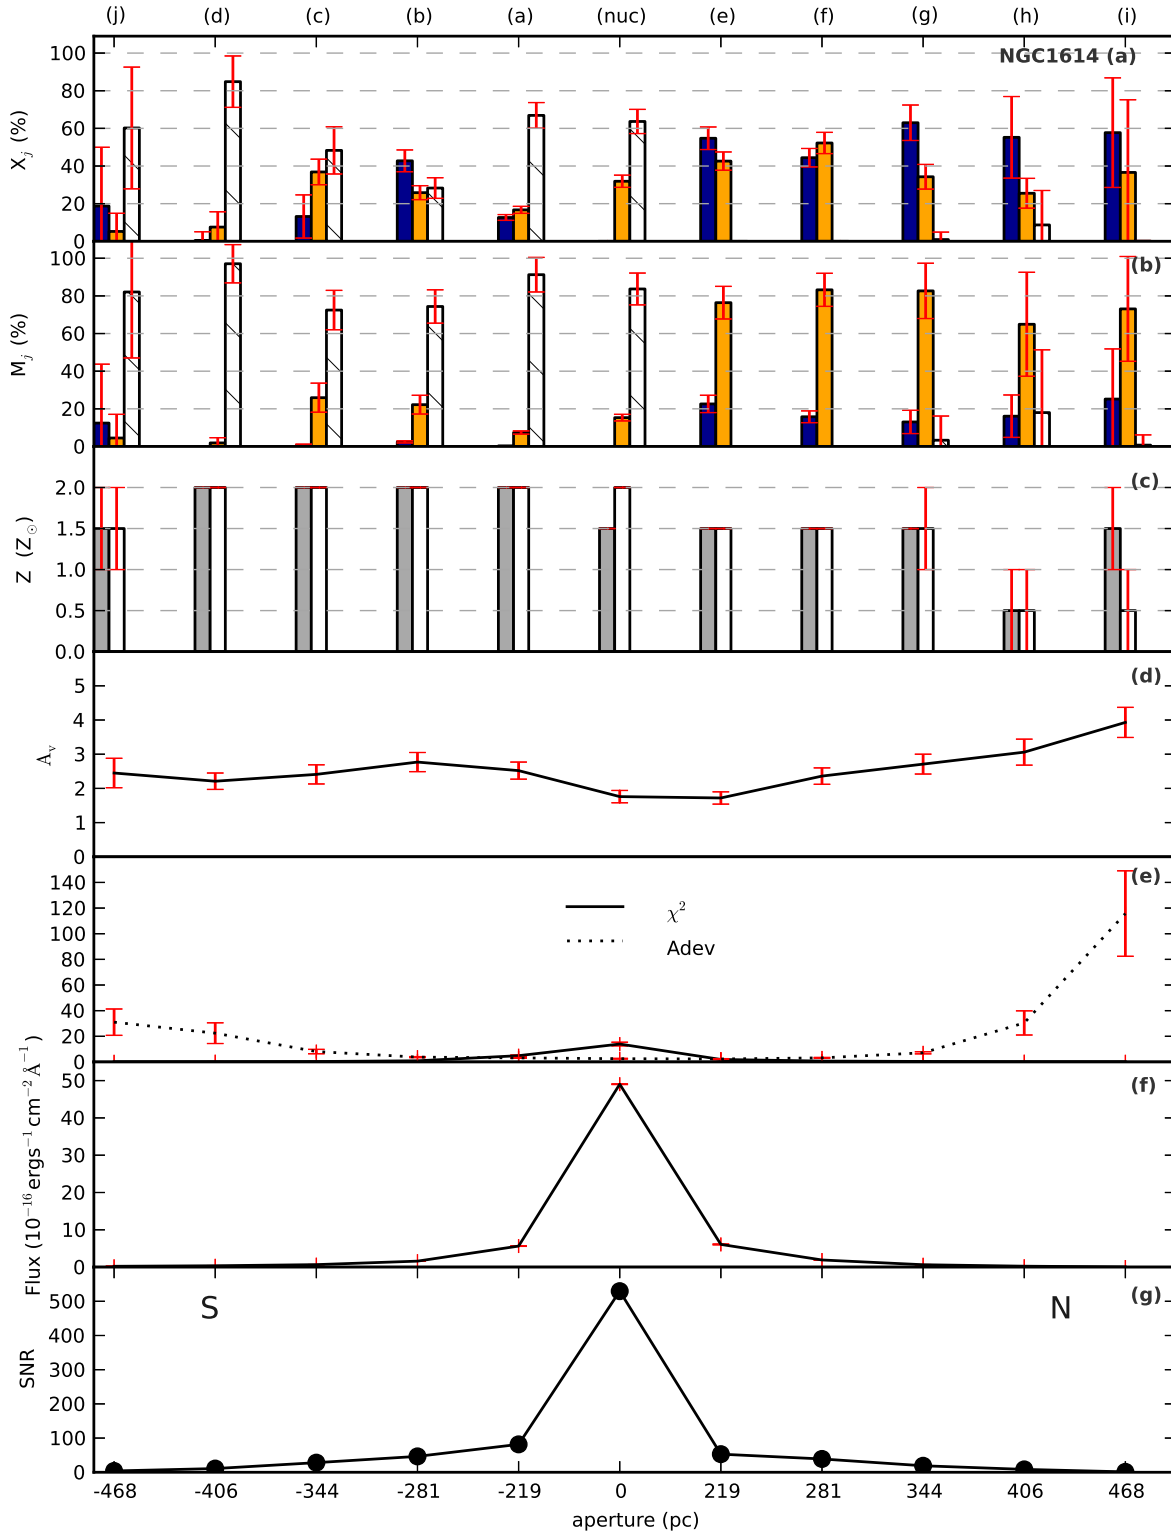 (j) (d) (c) (b) (a) (nuc) (e) (f) (g) (h) (i)
NGC1614 (a)
X_j (%)
100
80
60
40
20
0
(b)
M_j (%)
100
80
60
40
20
0
(c)
Z (Z_⊙)
2.0
1.5
1.0
0.5
0.0
(d)
A_v
5
4
3
2
1
0
(e)
140
120
100
80
60
40
20
0
χ²
Adev
(f)
Flux (10⁻¹⁶ ergs⁻¹ cm⁻² Å⁻¹)
50
40
30
20
10
0
(g)
S N
SNR
500
400
300
200
100
0
-468 -406 -344 -281 -219 0 219 281 344 406 468
aperture (pc)